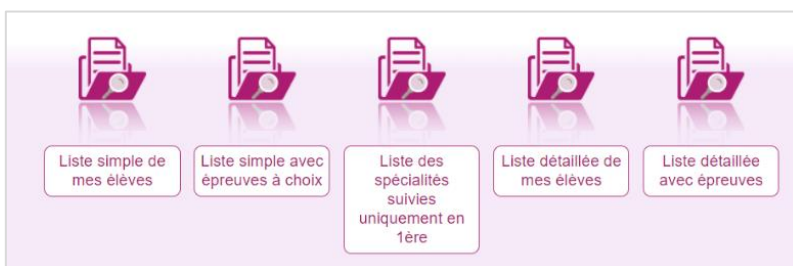 Liste simple de
mes élèves
Liste simple avec
épreuves à choix
Liste des
spécialités
suivies
uniquement en
1ère
Liste détaillée de
mes élèves
Liste détaillée
avec épreuves